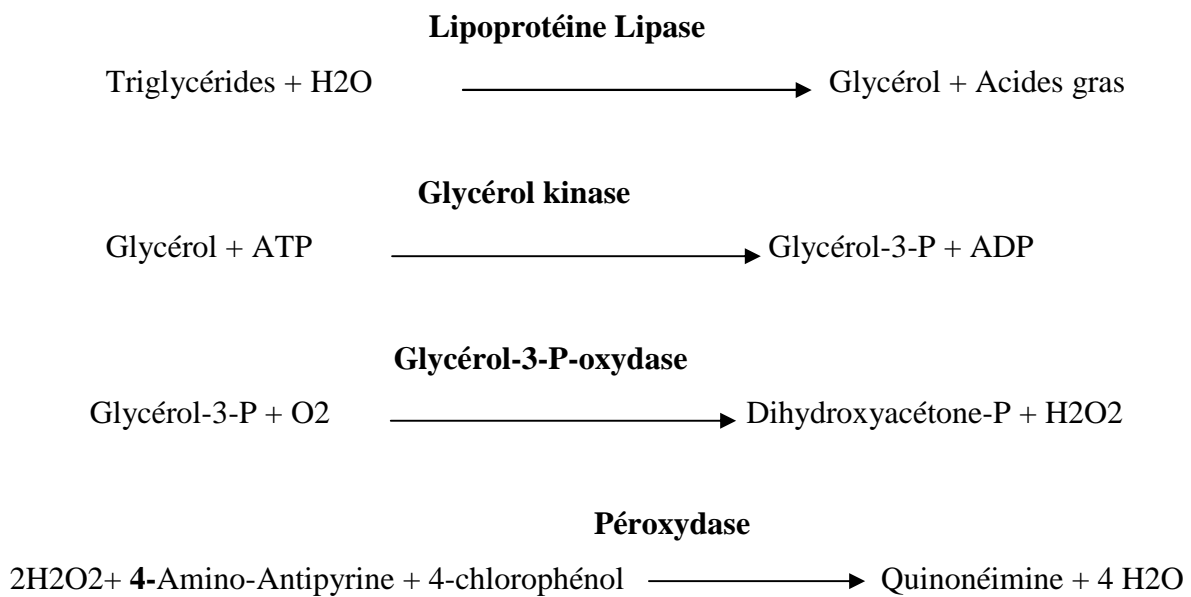 Lipoprotéine Lipase
Triglycérides + H2O Glycérol + Acides gras
Glycérol kinase
Glycérol + ATP Glycérol-3-P + ADP
Glycérol-3-P-oxydase
Glycérol-3-P + O2 Dihydroxyacétone-P + H2O2
Péroxydase
2H2O2+ 4-Amino-Antipyrine + 4-chlorophénol Quinonéimine + 4 H2O